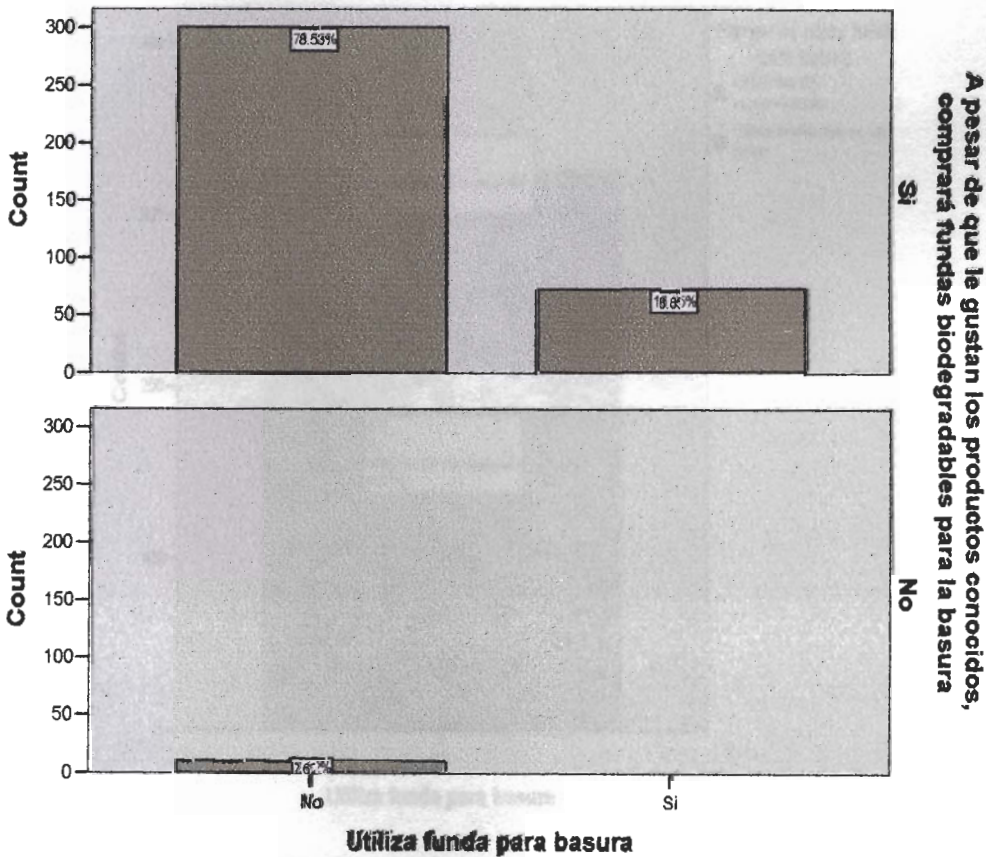 Count
300
250
200
150
100
50
0
78.53%
Si
Count
300
250
200
150
100
50
0
No
No
Si
Utiliza funda para basura
A pesar de que le gustan los productos conocidos,
comprará fundas biodegradables para la basura